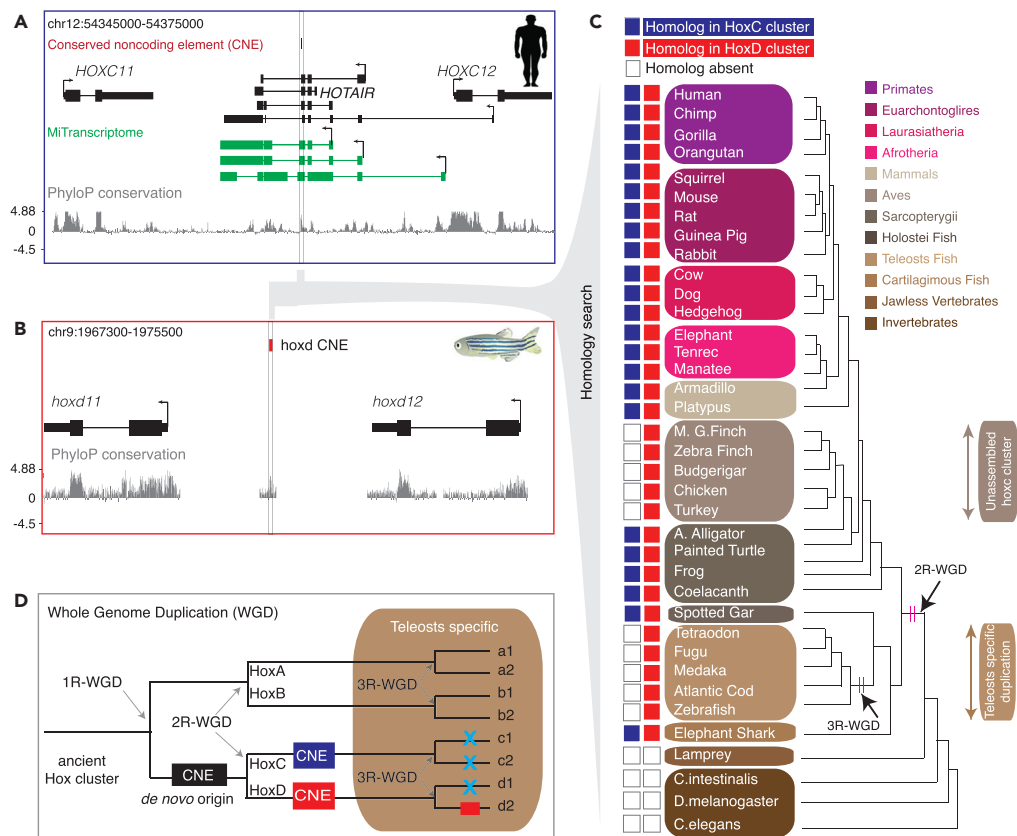 A
chr12:54345000-54375000
Conserved noncoding element (CNE)
HOXC11
HOTAIR
HOXC12
MiTranscriptome
PhyloP conservation
4.88
0
-4.5
B
chr9:1967300-1975500
hoxd CNE
hoxd11
hoxd12
PhyloP conservation
4.88
0
-4.5
Homology search
C
Homolog in HoxC cluster
Homolog in HoxD cluster
Homolog absent
Human
Chimp
Gorilla
Orangutan
Squirrel
Mouse
Rat
Guinea Pig
Rabbit
Cow
Dog
Hedgehog
Elephant
Tenrec
Manatee
Armadillo
Platypus
M. G.Finch
Zebra Finch
Budgerigar
Chicken
Turkey
A. Alligator
Painted Turtle
Frog
Coelacanth
Spotted Gar
Tetraodon
Fugu
Medaka
Atlantic Cod
Zebrafish
Elephant Shark
Lamprey
C.intestinalis
D.melanogaster
C.elegans
Primates
Euarchontoglires
Laurasiatheria
Afrotheria
Mammals
Aves
Sarcopterygii
Holostei Fish
Teleosts Fish
Cartilagimous Fish
Jawless Vertebrates
Invertebrates
Unassembled
hoxc cluster
2R-WGD
3R-WGD
Teleosts specific
duplication
D
Whole Genome Duplication (WGD)
Teleosts specific
1R-WGD
2R-WGD
ancient
Hox cluster
CNE
de novo origin
HoxA
HoxB
HoxC
HoxD
CNE
CNE
3R-WGD
3R-WGD
a1
a2
b1
b2
c1
c2
d1
d2